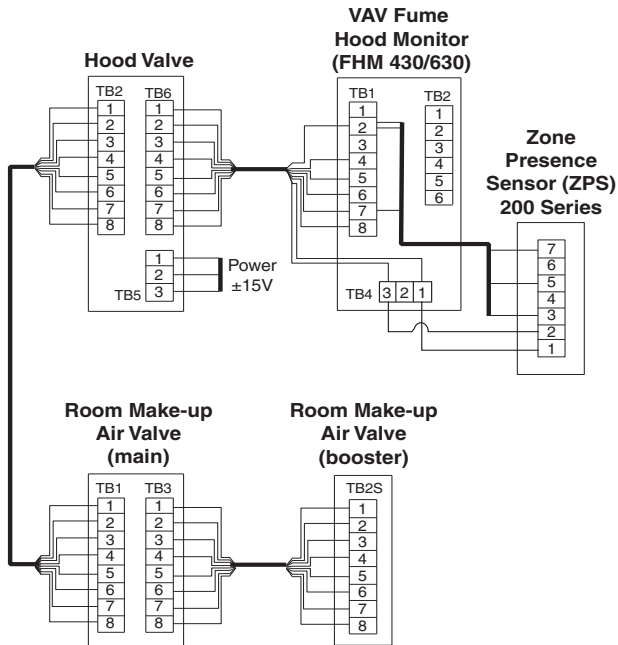 Hood Valve
TB2
1
2
3
4
5
6
7
8
TB6
1
2
3
4
5
6
7
8
1
2
3
TB5
Power
±15V
VAV Fume
Hood Monitor
(FHM 430/630)
TB1
1
2
3
4
5
6
7
8
TB2
1
2
3
4
5
6
TB4
3 2 1
Zone
Presence
Sensor (ZPS)
200 Series
7
6
5
4
3
2
1
Room Make-up
Air Valve
(main)
TB1
1
2
3
4
5
6
7
8
TB3
1
2
3
4
5
6
7
8
Room Make-up
Air Valve
(booster)
TB2S
1
2
3
4
5
6
7
8